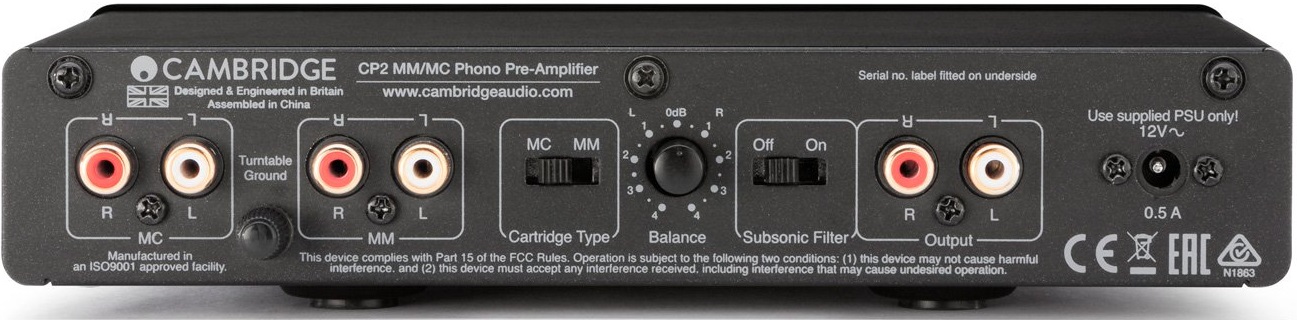 CAMBRIDGE
Designed & Engineered in Britain
Assembled in China
CP2 MM/MC Phono Pre-Amplifier
www.cambridgeaudio.com
Serial no. label fitted on underside
R L
R L
MC
Turntable
Ground
R L
R L
MM
MC MM
Cartridge Type
L 0dB R
1 1
2 2
3 3
4 4
Balance
Off On
Subsonic Filter
R L
R L
Output
Use supplied PSU only!
12V∼
0.5 A
Manufactured in
an ISO9001 approved facility.
This device complies with Part 15 of the FCC Rules. Operation is subject to the following two conditions: (1) this device may not cause harmful
interference, and (2) this device must accept any interference received, including interference that may cause undesired operation.
CE EAC
N1863